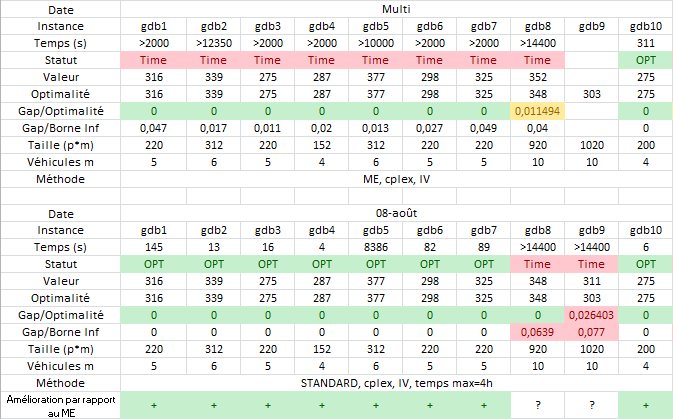 Date Multi
Instance gdb1 gdb2 gdb3 gdb4 gdb5 gdb6 gdb7 gdb8 gdb9 gdb10
Temps (s) >2000 >12350 >2000 >2000 >10000 >2000 >2000 >14400 311
Statut Time Time Time Time Time Time Time Time OPT
Valeur 316 339 275 287 377 298 325 352 275
Optimalité 316 339 275 287 377 298 325 348 303 275
Gap/Optimalité 0 0 0 0 0 0 0 0,011494 0
Gap/Borne Inf 0,047 0,017 0,011 0,02 0,013 0,027 0,049 0,04 0
Taille (p*m) 220 312 220 152 312 220 220 920 1020 200
Véhicules m 5 6 5 4 6 5 5 10 10 4
Méthode ME, cplex, IV
Date 08-août
Instance gdb1 gdb2 gdb3 gdb4 gdb5 gdb6 gdb7 gdb8 gdb9 gdb10
Temps (s) 145 13 16 4 8386 82 89 >14400 >14400 6
Statut OPT OPT OPT OPT OPT OPT OPT Time Time OPT
Valeur 316 339 275 287 377 298 325 348 311 275
Optimalité 316 339 275 287 377 298 325 348 303 275
Gap/Optimalité 0 0 0 0 0 0 0 0 0,026403 0
Gap/Borne Inf 0 0 0 0 0 0 0 0,0639 0,077 0
Taille (p*m) 220 312 220 152 312 220 220 920 1020 200
Véhicules m 5 6 5 4 6 5 5 10 10 4
Méthode STANDARD, cplex, IV, temps max=4h
Amélioration par rapport
au ME + + + + + + + ? ? +